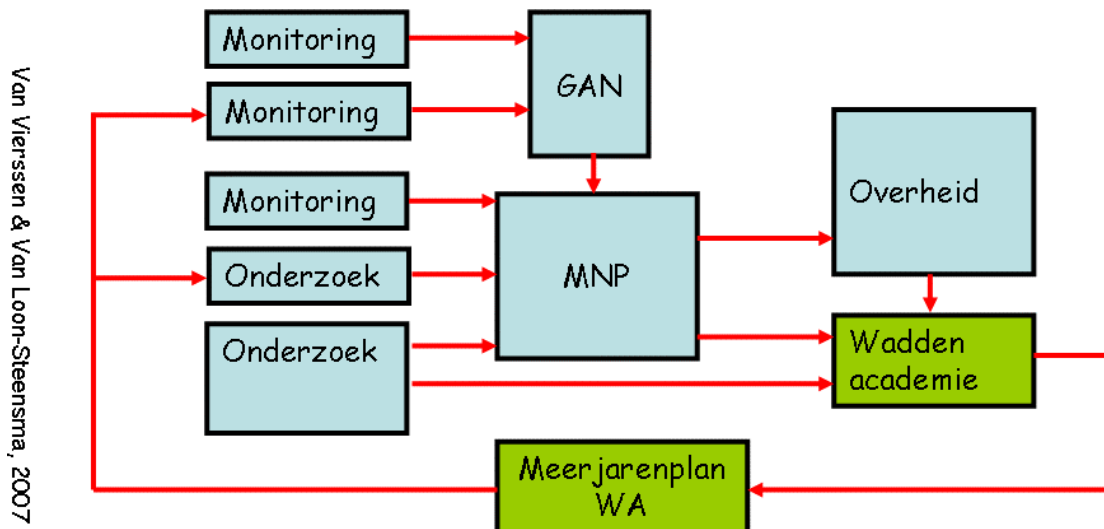 Monitoring
Monitoring
GAN
Monitoring
Onderzoek
Onderzoek
MNP
Overheid
Wadden
academie
Meerjarenplan
WA
Van Vierssen & Van Loon-Steensma, 2007